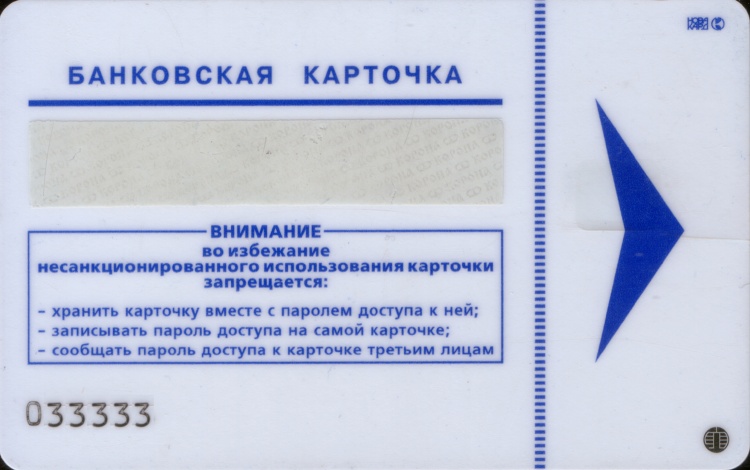 БАНКОВСКАЯ КАРТОЧКА
ВНИМАНИЕ
во избежание
несанкционированного использования карточки
запрещается:
– хранить карточку вместе с паролем доступа к ней;
– записывать пароль доступа на самой карточке;
– сообщать пароль доступа к карточке третьим лицам
033333